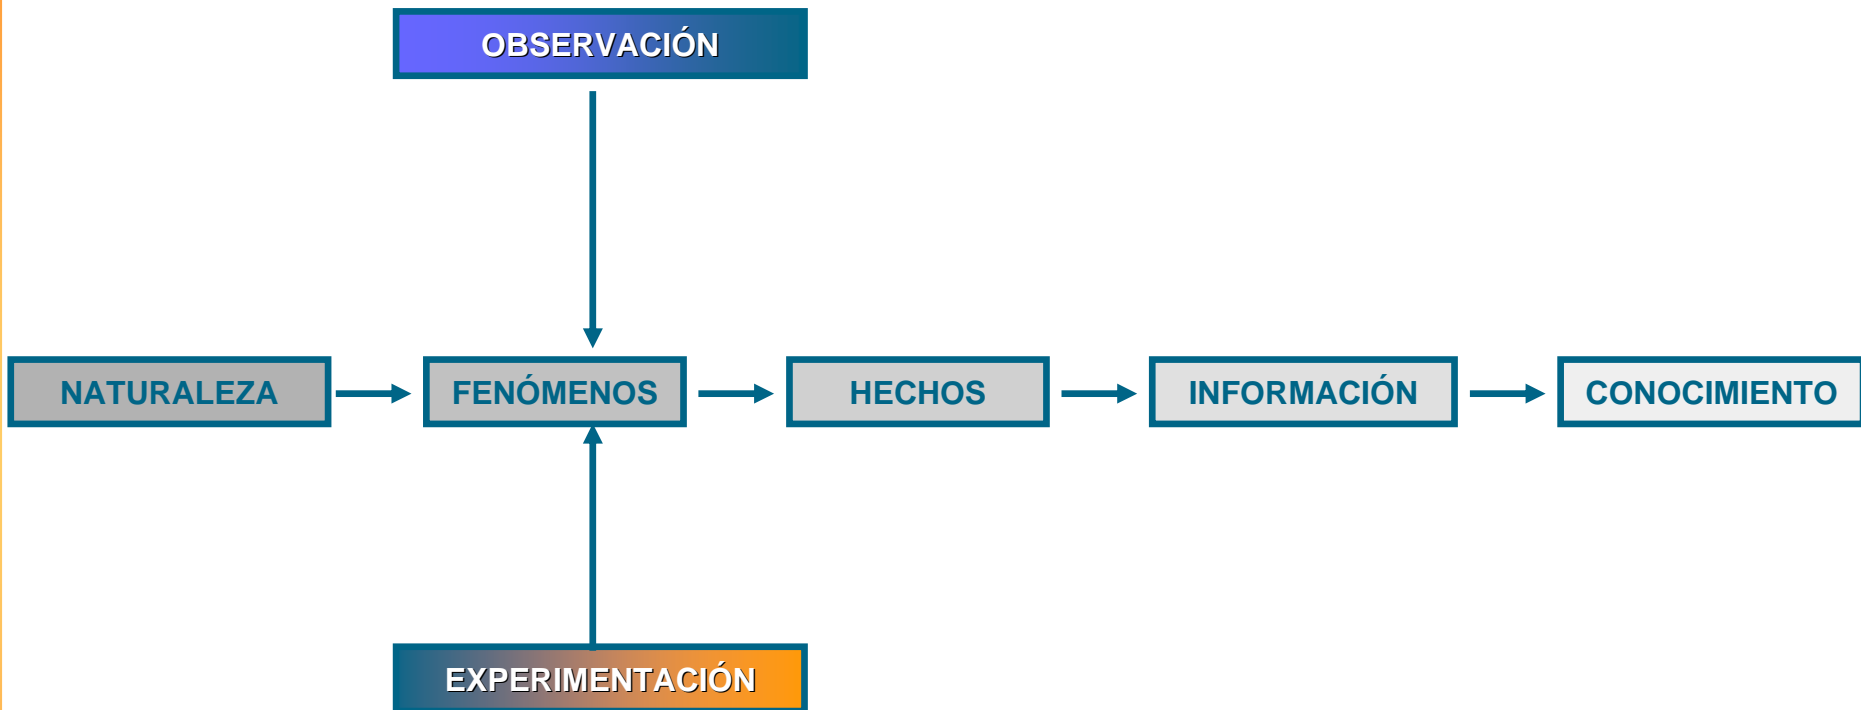 OBSERVACIÓN
NATURALEZA
FENÓMENOS
HECHOS
INFORMACIÓN
CONOCIMIENTO
EXPERIMENTACIÓN